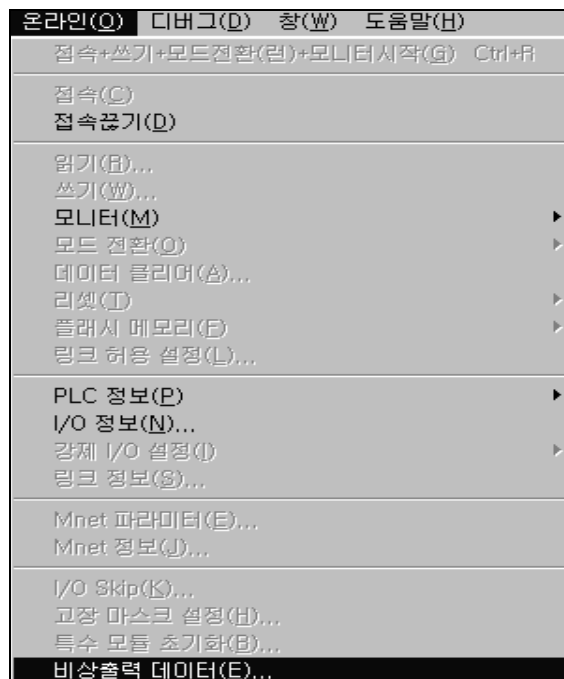 온라인(O) 디버그(D) 창(W) 도움말(H)
접속+쓰기+모드전환(런)+모니터시작(G) Ctrl+R
접속(C)
접속끊기(D)
읽기(R)...
쓰기(W)...
모니터(M)
모드 전환(O)
데이터 클리어(A)...
리셋(T)
플래시 메모리(F)
링크 허용 설정(L)...
PLC 정보(P)
I/O 정보(N)...
강제 I/O 설정(I)
링크 정보(S)...
Mnet 파라미터(E)...
Mnet 정보(J)...
I/O Skip(K)...
고장 마스크 설정(H)...
특수 모듈 초기화(B)...
비상출력 데이터(E)...